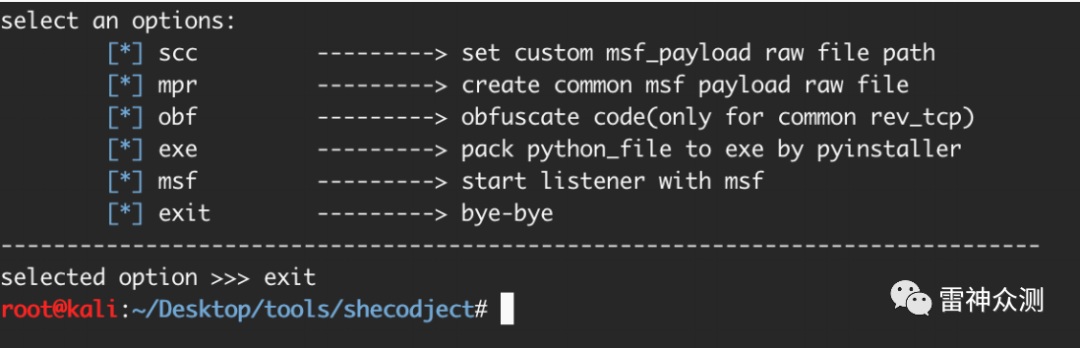 select an options:
[*] scc ---------> set custom msf_payload raw file path
[*] mpr ---------> create common msf payload raw file
[*] obf ---------> obfuscate code(only for common rev_tcp)
[*] exe ---------> pack python_file to exe by pyinstaller
[*] msf ---------> start listener with msf
[*] exit ---------> bye-bye
-------------------------------------------------------------------------------
selected option >>> exit
root@kali:~/Desktop/tools/shecodject#
雷神众测